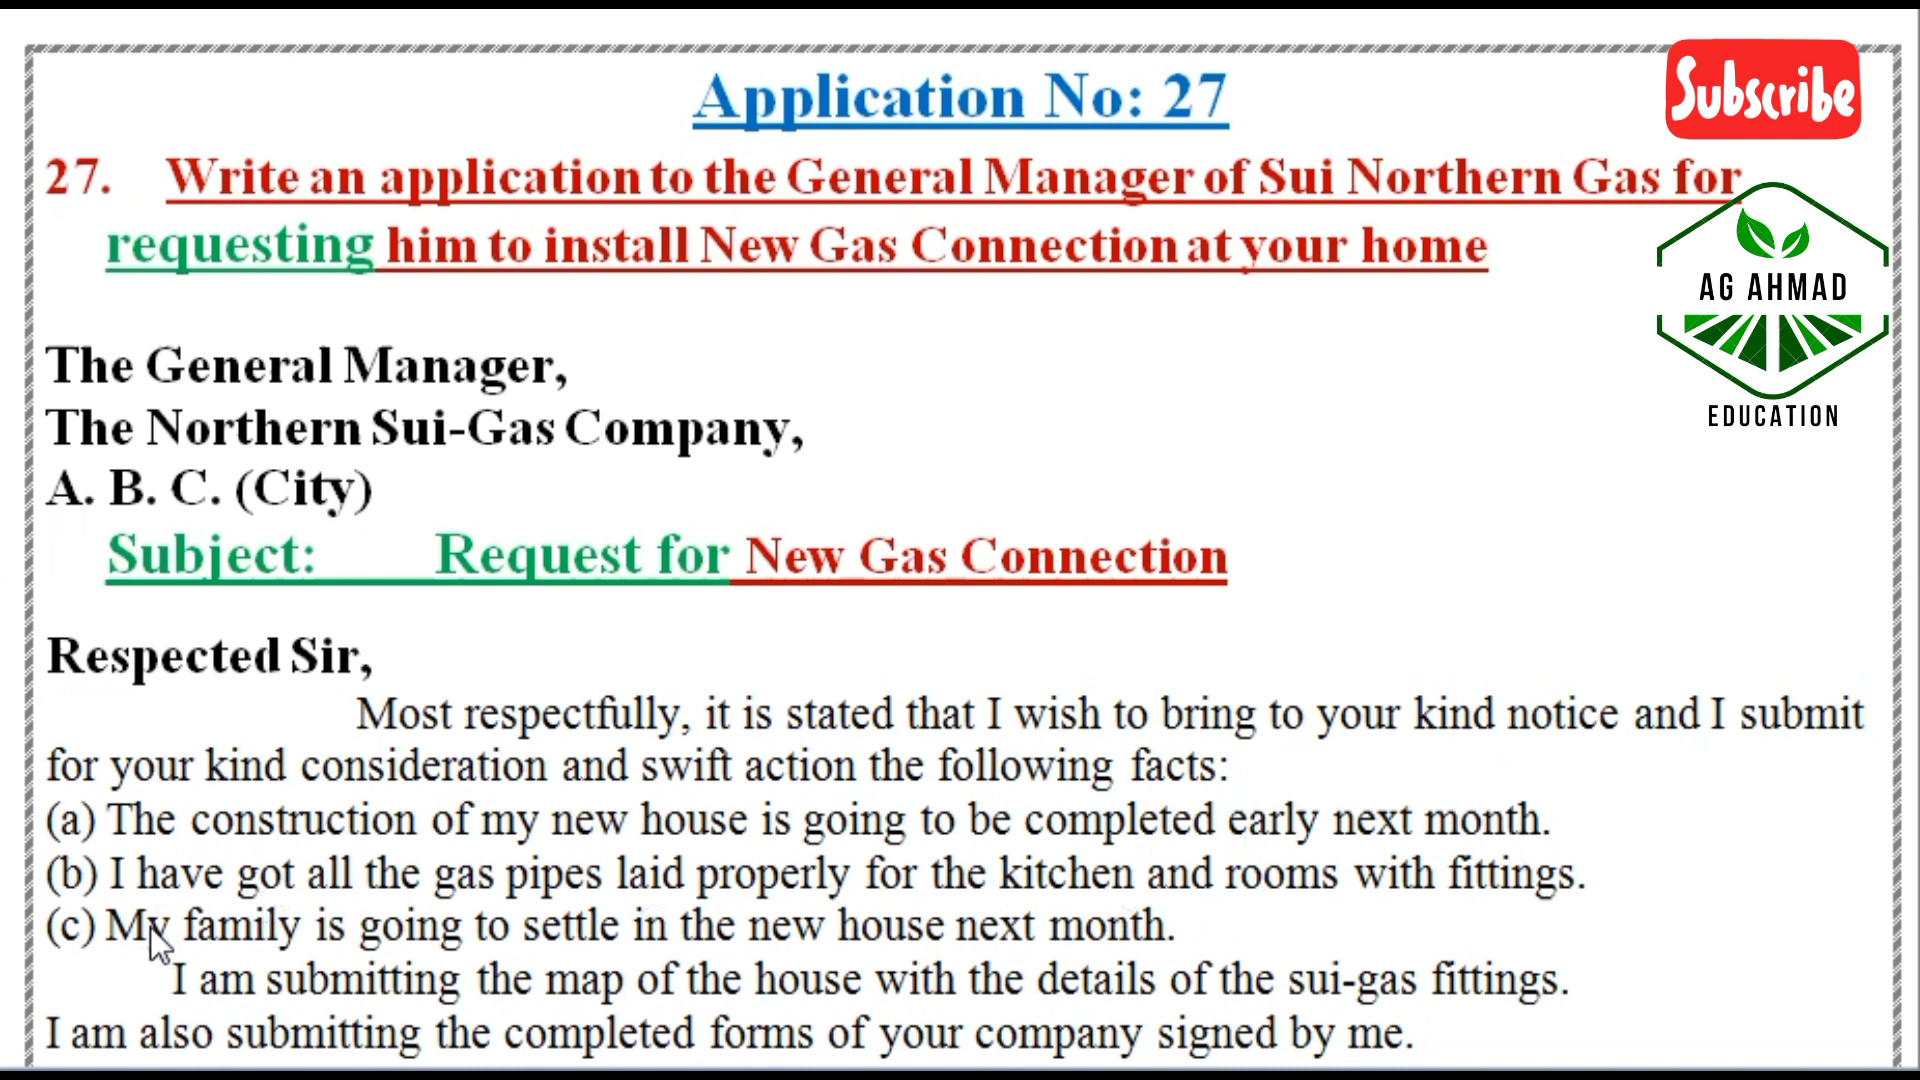 Application No: 27
Subscribe
27. Write an application to the General Manager of Sui Northern Gas for
requesting him to install New Gas Connection at your home
AG AHMAD
EDUCATION
The General Manager,
The Northern Sui-Gas Company,
A. B. C. (City)
Subject: Request for New Gas Connection
Respected Sir,
Most respectfully, it is stated that I wish to bring to your kind notice and I submit
for your kind consideration and swift action the following facts:
(a) The construction of my new house is going to be completed early next month.
(b) I have got all the gas pipes laid properly for the kitchen and rooms with fittings.
(c) My family is going to settle in the new house next month.
I am submitting the map of the house with the details of the sui-gas fittings.
I am also submitting the completed forms of your company signed by me.